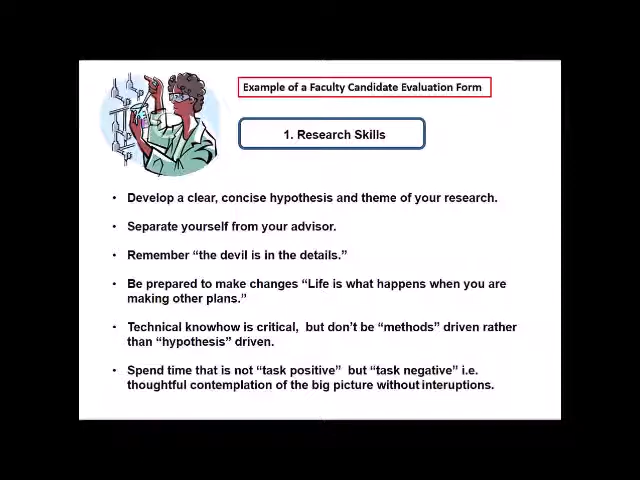 Example of a Faculty Candidate Evaluation Form
1. Research Skills
• Develop a clear, concise hypothesis and theme of your research.
• Separate yourself from your advisor.
• Remember “the devil is in the details.”
• Be prepared to make changes “Life is what happens when you are
making other plans.”
• Technical knowhow is critical,  but don’t be “methods” driven rather
than “hypothesis” driven.
• Spend time that is not “task positive”  but “task negative” i.e.
thoughtful contemplation of the big picture without interuptions.